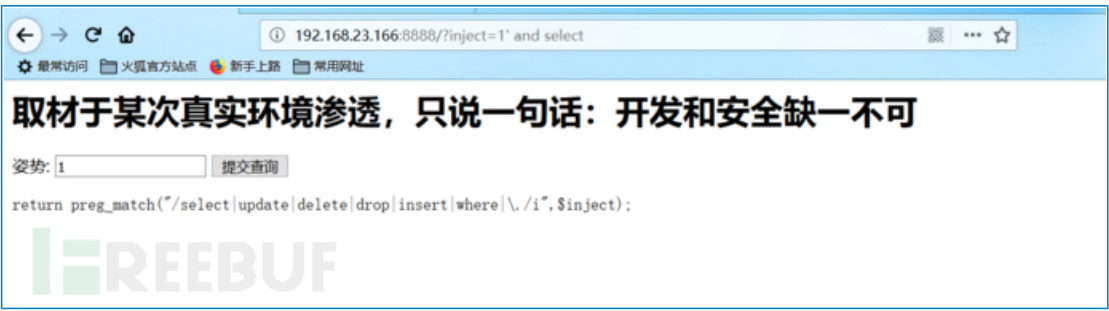 192.168.23.166:8888/?inject=1' and select
最常访问 火狐官方站点 新手上路 常用网址
取材于某次真实环境渗透，只说一句话：开发和安全缺一不可
姿势: 1 提交查询
return preg_match("/select|update|delete|drop|insert|where|\./i",$inject);
FREEBUF